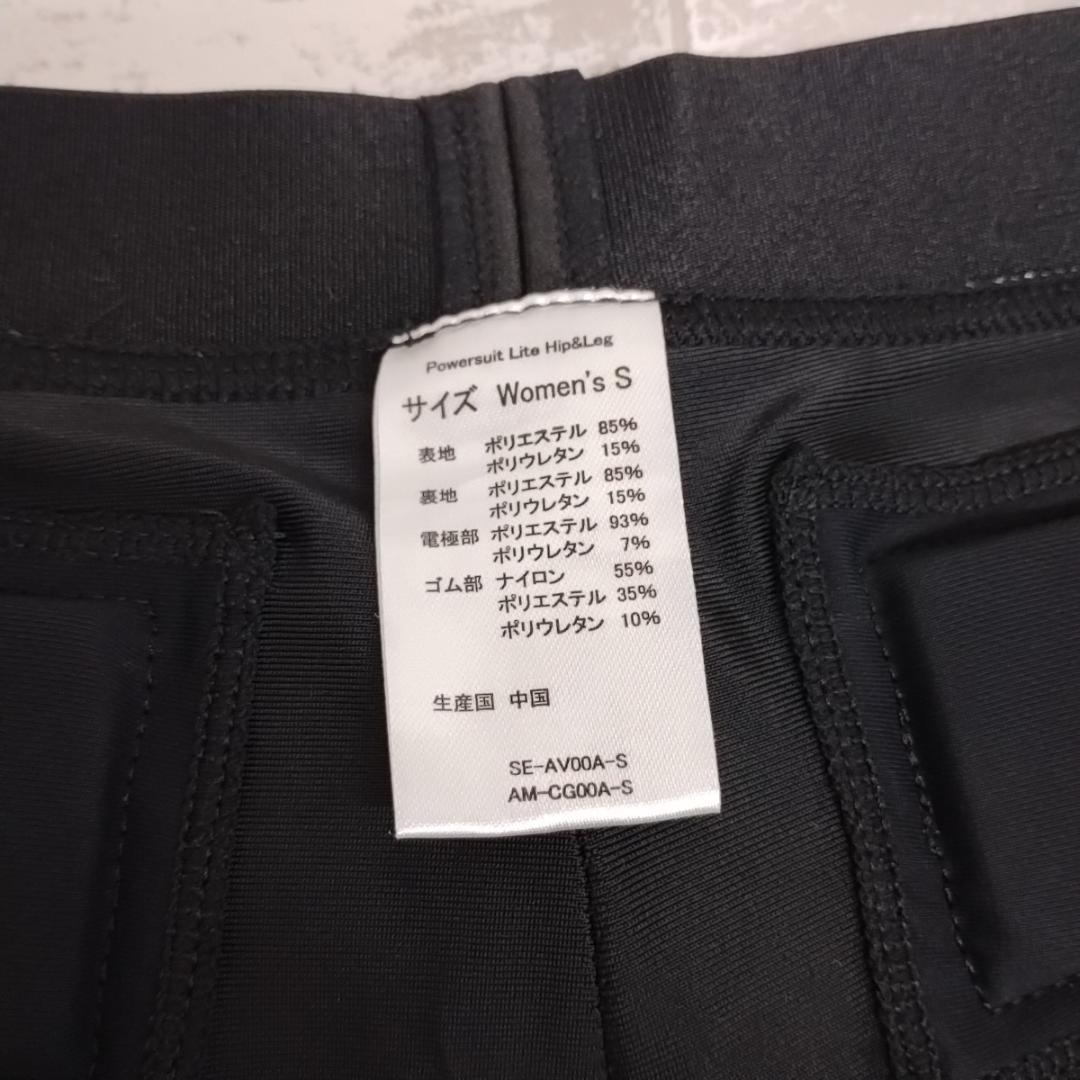 Powersuit Lite Hip&Leg
サイズ Women's S
表地 ポリエステル 85%
ポリウレタン 15%
裏地 ポリエステル 85%
ポリウレタン 15%
電極部 ポリエステル 93%
ポリウレタン 7%
ゴム部 ナイロン 55%
ポリエステル 35%
ポリウレタン 10%
生産国 中国
SE-AV00A-S
AM-CG00A-S